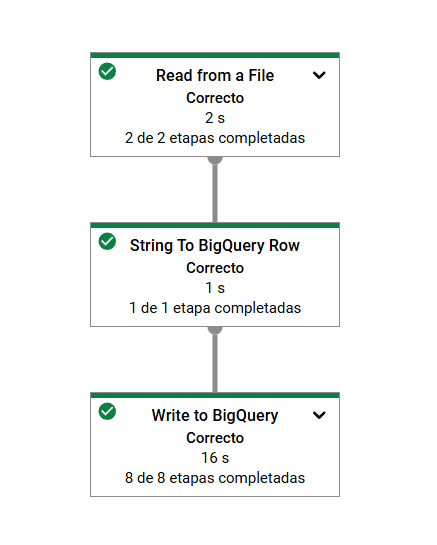 Read from a File
Correcto
2 s
2 de 2 etapas completadas
String To BigQuery Row
Correcto
1 s
1 de 1 etapa completadas
Write to BigQuery
Correcto
16 s
8 de 8 etapas completadas